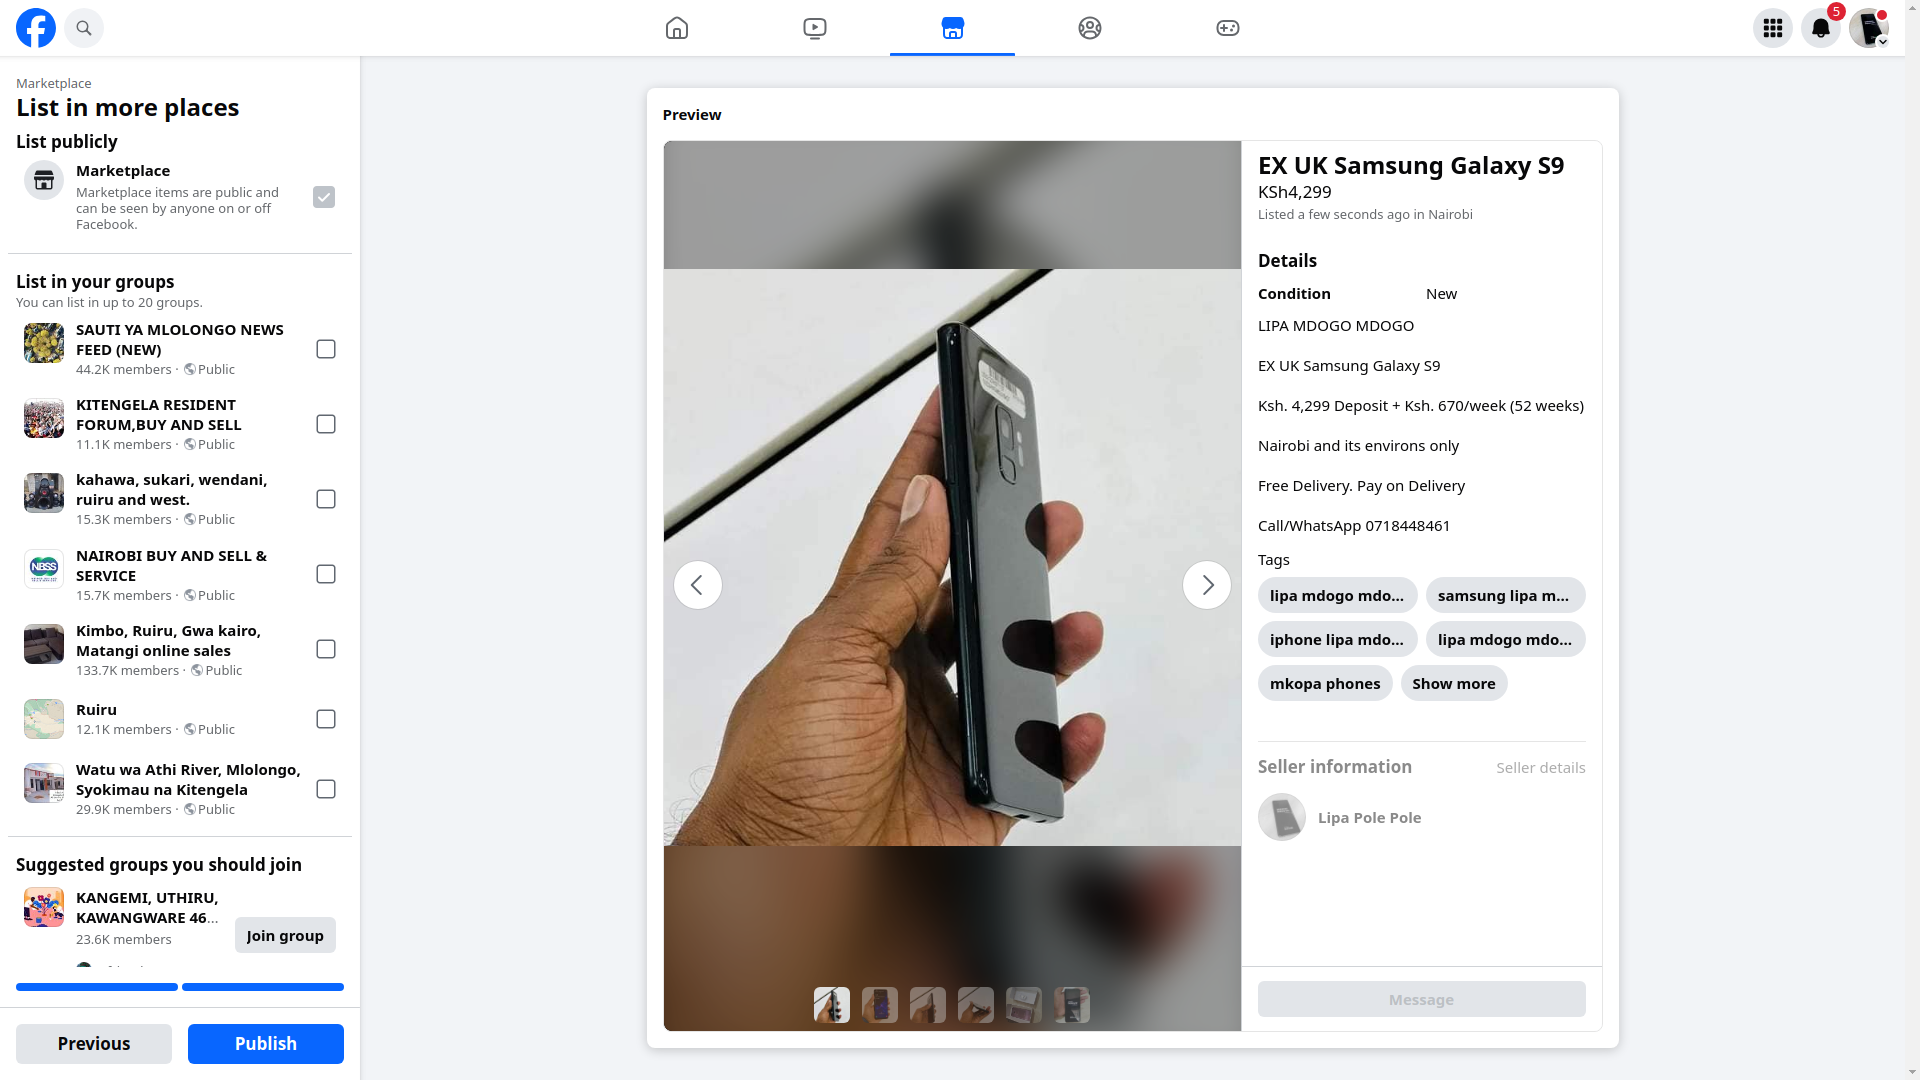 5
Marketplace
List in more places
List publicly
Marketplace
Marketplace items are public and
can be seen by anyone on or off
Facebook.
List in your groups
You can list in up to 20 groups.
SAUTI YA MLOLONGO NEWS
FEED (NEW)
44.2K members · Public
KITENGELA RESIDENT
FORUM,BUY AND SELL
11.1K members · Public
kahawa, sukari, wendani,
ruiru and west.
15.3K members · Public
NBSS
NAIROBI BUY AND SELL &
SERVICE
15.7K members · Public
Kimbo, Ruiru, Gwa kairo,
Matangi online sales
133.7K members · Public
Ruiru
12.1K members · Public
Watu wa Athi River, Mlolongo,
Syokimau na Kitengela
29.9K members · Public
Suggested groups you should join
KANGEMI, UTHIRU,
KAWANGWARE 46...
23.6K members
Join group
Previous
Publish
Preview
EX UK Samsung Galaxy S9
KSh4,299
Listed a few seconds ago in Nairobi
Details
Condition New
LIPA MDOGO MDOGO
EX UK Samsung Galaxy S9
Ksh. 4,299 Deposit + Ksh. 670/week (52 weeks)
Nairobi and its environs only
Free Delivery. Pay on Delivery
Call/WhatsApp 0718448461
Tags
lipa mdogo mdo...
samsung lipa m...
iphone lipa mdo...
lipa mdogo mdo...
mkopa phones
Show more
Seller information
Seller details
Lipa Pole Pole
Message